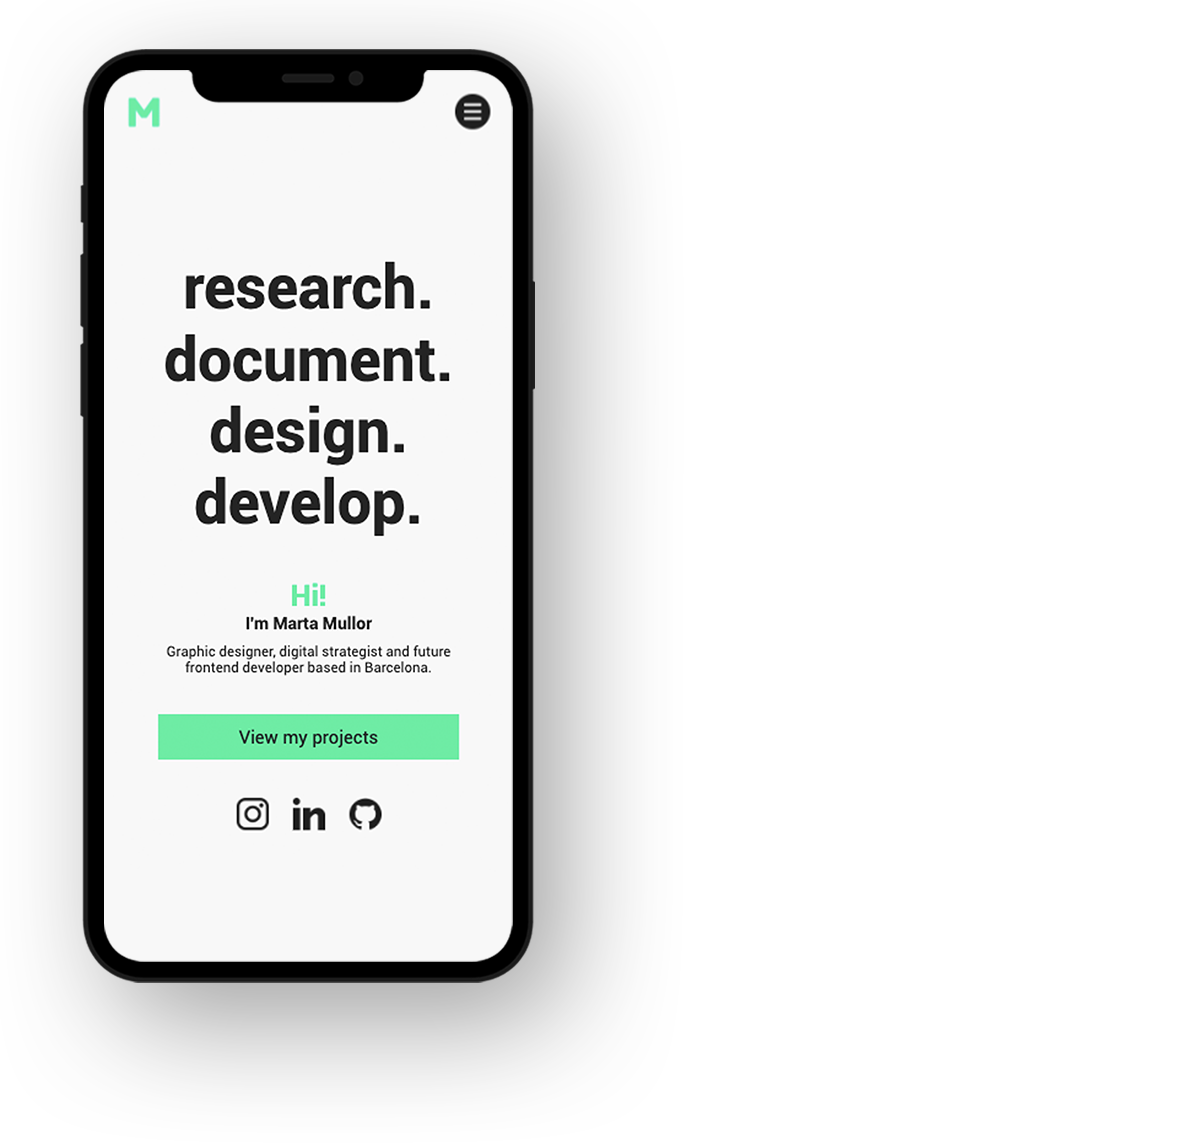 M
research.
document.
design.
develop.
Hi!
I'm Marta Mullor
Graphic designer, digital strategist and future
frontend developer based in Barcelona.
View my projects
in